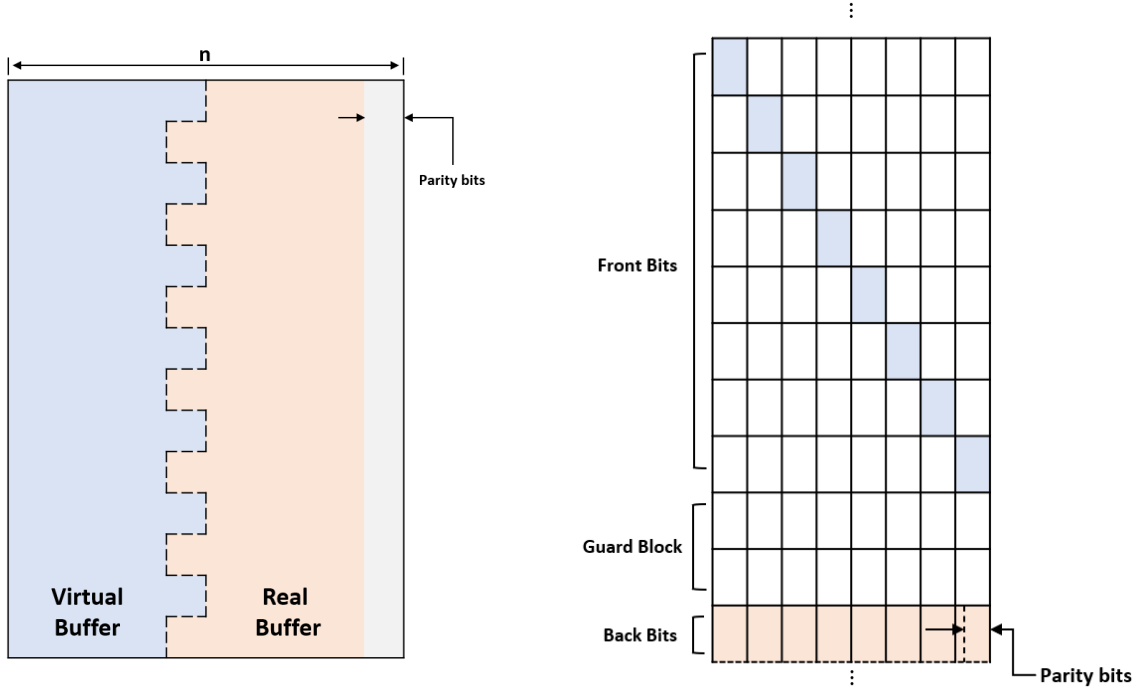 n
Parity bits
Virtual
Buffer
Real
Buffer
Front Bits
Guard Block
Back Bits
Parity bits